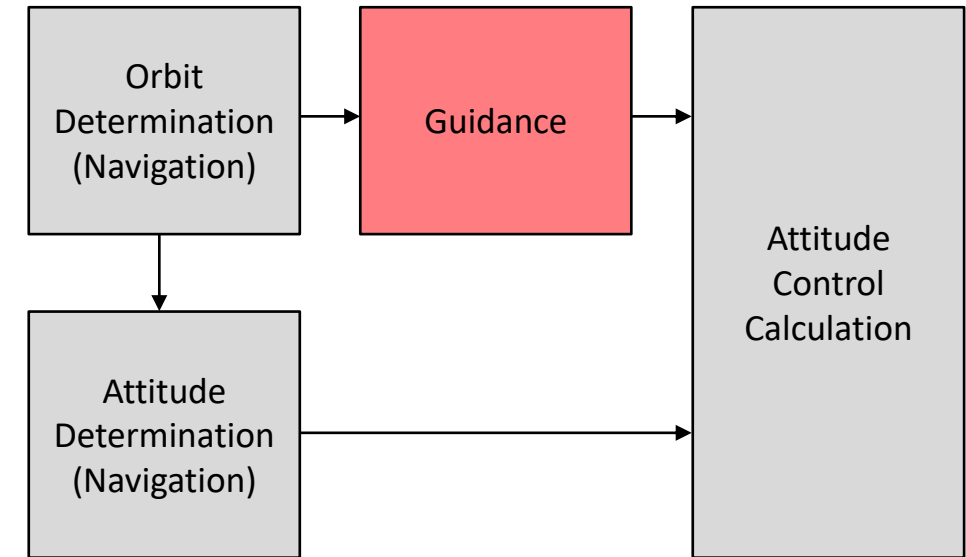 Orbit
Determination
(Navigation)
Guidance
Attitude
Control
Calculation
Attitude
Determination
(Navigation)